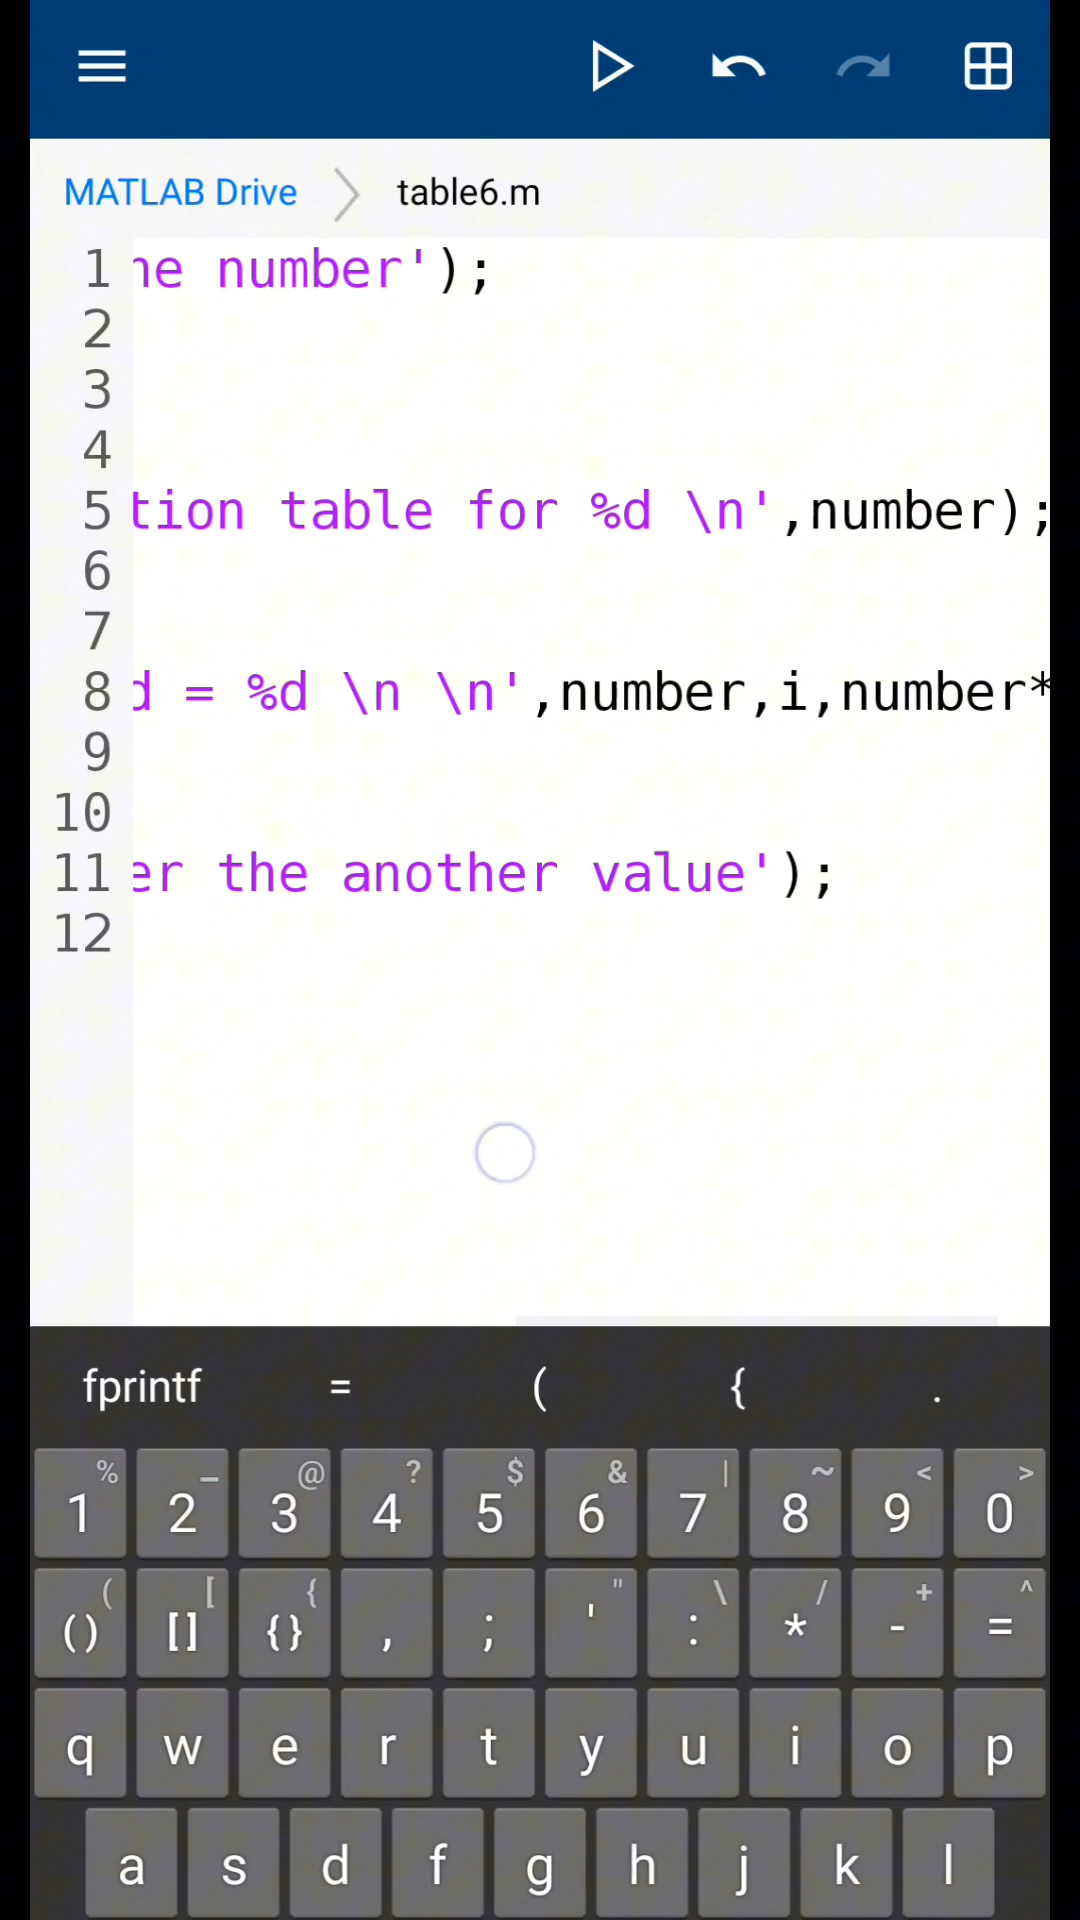 MATLAB Drive > table6.m
1 ne number');
2
3
4
5 tion table for %d \n',number);
6
7
8 d = %d \n \n',number,i,number*
9
10
11 er the another value');
12
fprintf = ( { .
% _ @ ? $ & | ~ < >
1 2 3 4 5 6 7 8 9 0
( [ { " \ / + ^
() [] {} , ; ' : * - =
q w e r t y u i o p
a s d f g h j k l